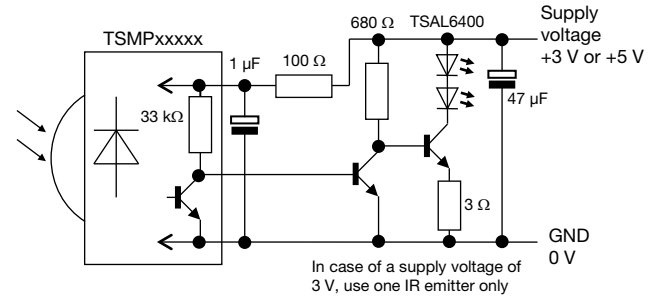 TSMPxxxxx
680 Ω
TSAL6400
Supply
voltage
+3 V or +5 V
1 µF
100 Ω
33 kΩ
47 µF
3 Ω
GND
0 V
In case of a supply voltage of
3 V, use one IR emitter only